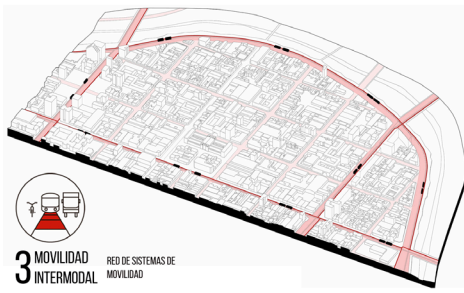 3 MOVILIDAD
INTERMODAL
RED DE SISTEMAS DE
MOVILIDAD